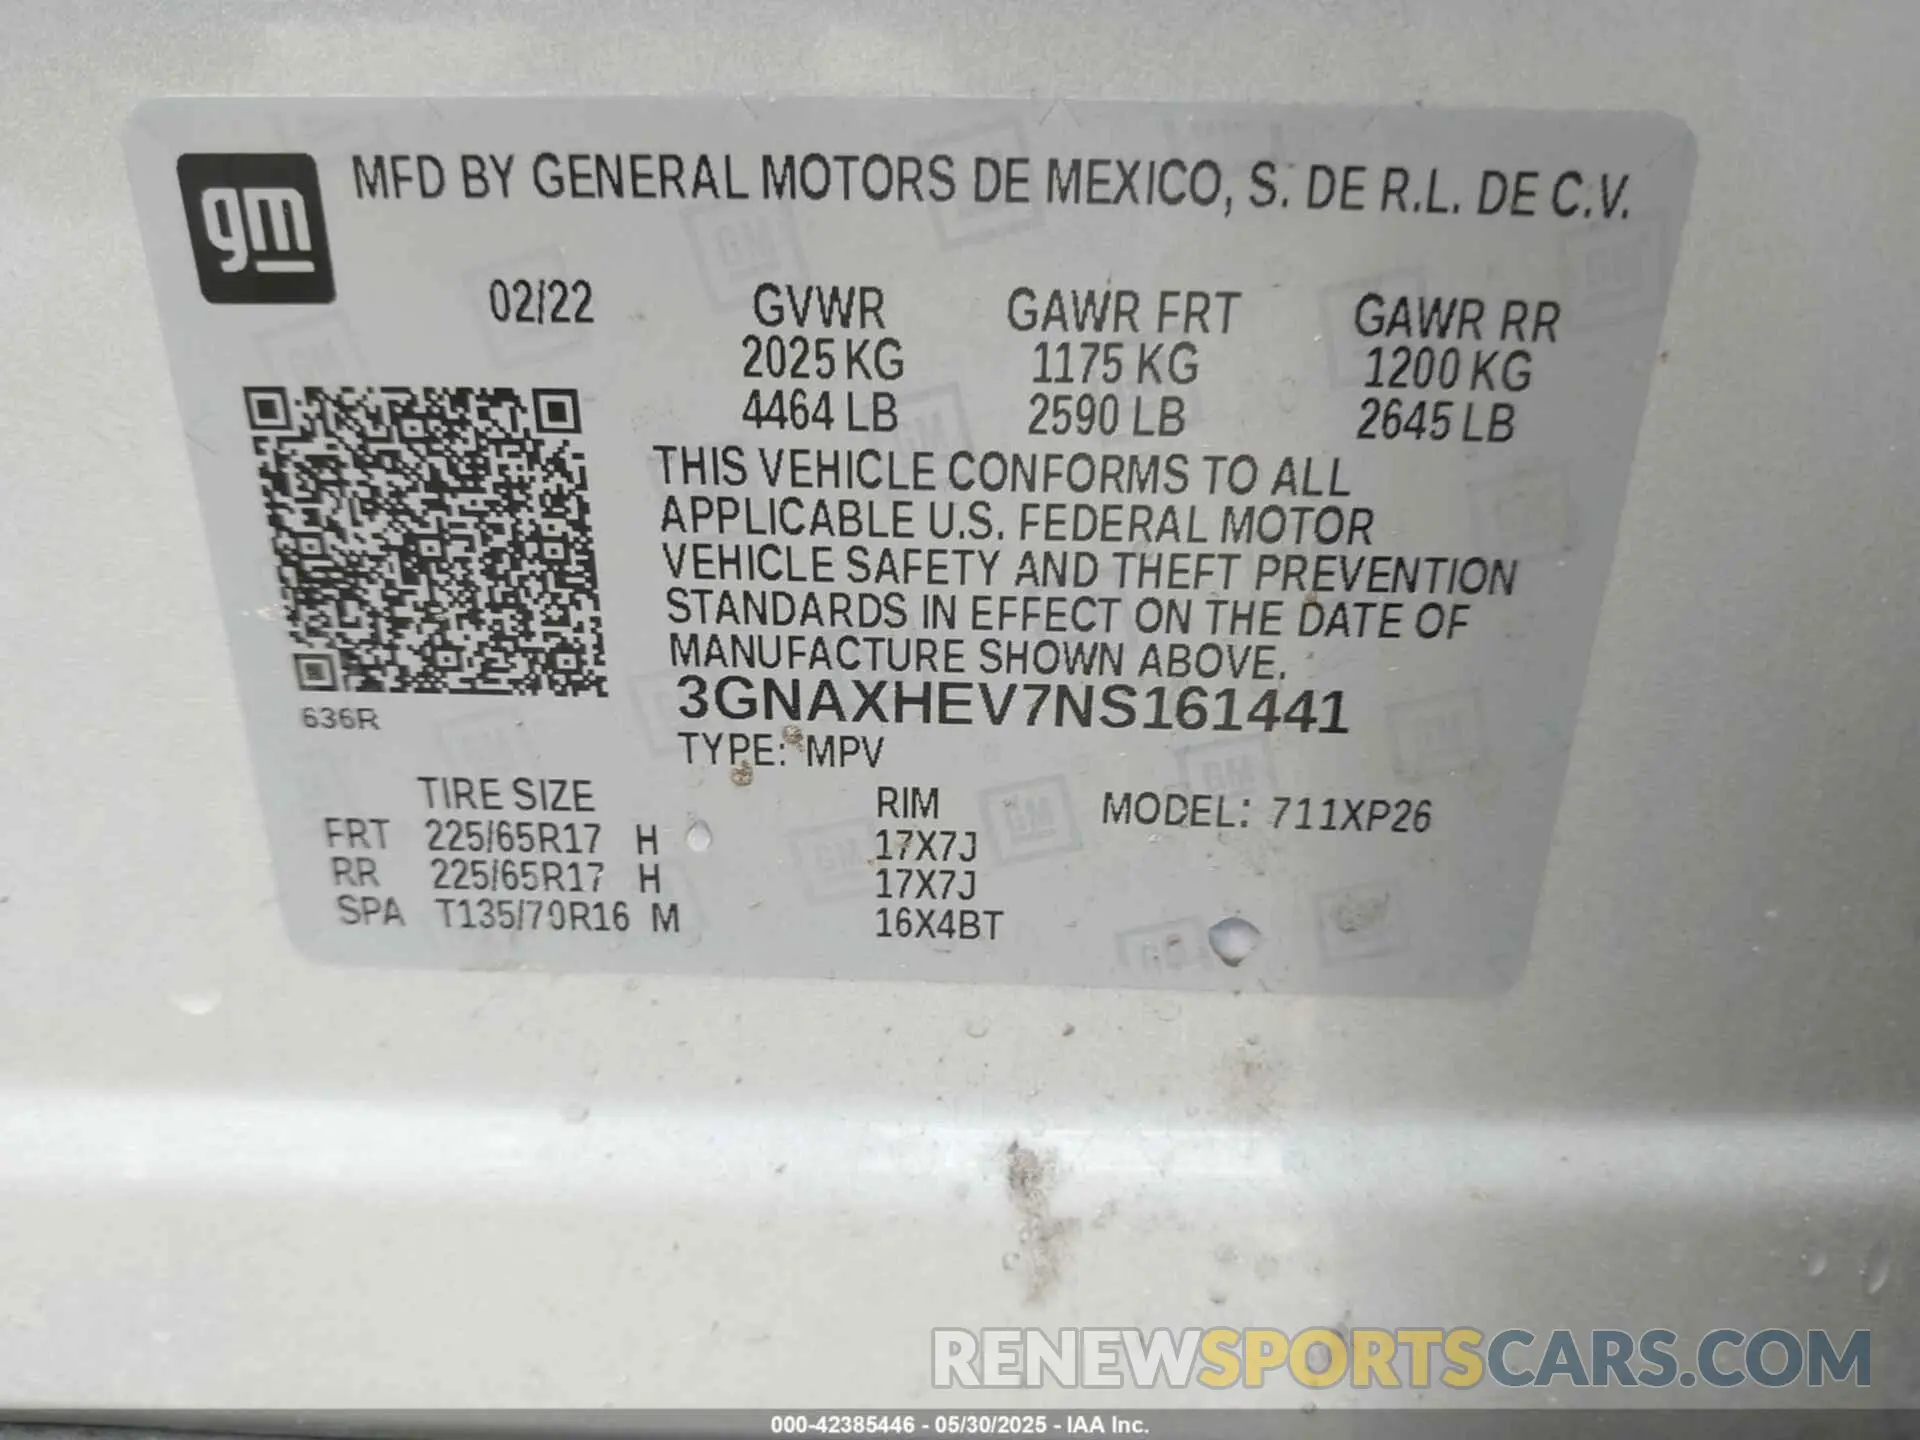 gm
MFD BY GENERAL MOTORS DE MEXICO, S. DE R.L. DE C.V.
02/22 GVWR GAWR FRT GAWR RR
2025 KG 1175 KG 1200 KG
4464 LB 2590 LB 2645 LB
THIS VEHICLE CONFORMS TO ALL
APPLICABLE U.S. FEDERAL MOTOR
VEHICLE SAFETY AND THEFT PREVENTION
STANDARDS IN EFFECT ON THE DATE OF
MANUFACTURE SHOWN ABOVE.
636R
3GNAXHEV7NS161441
TYPE: MPV
TIRE SIZE RIM MODEL: 711XP26
FRT 225/65R17 H 17X7J
RR 225/65R17 H 17X7J
SPA T135/70R16 M 16X4BT
RENEWSPORTSCARS.COM
000-42385446 - 05/30/2025 - IAA Inc.